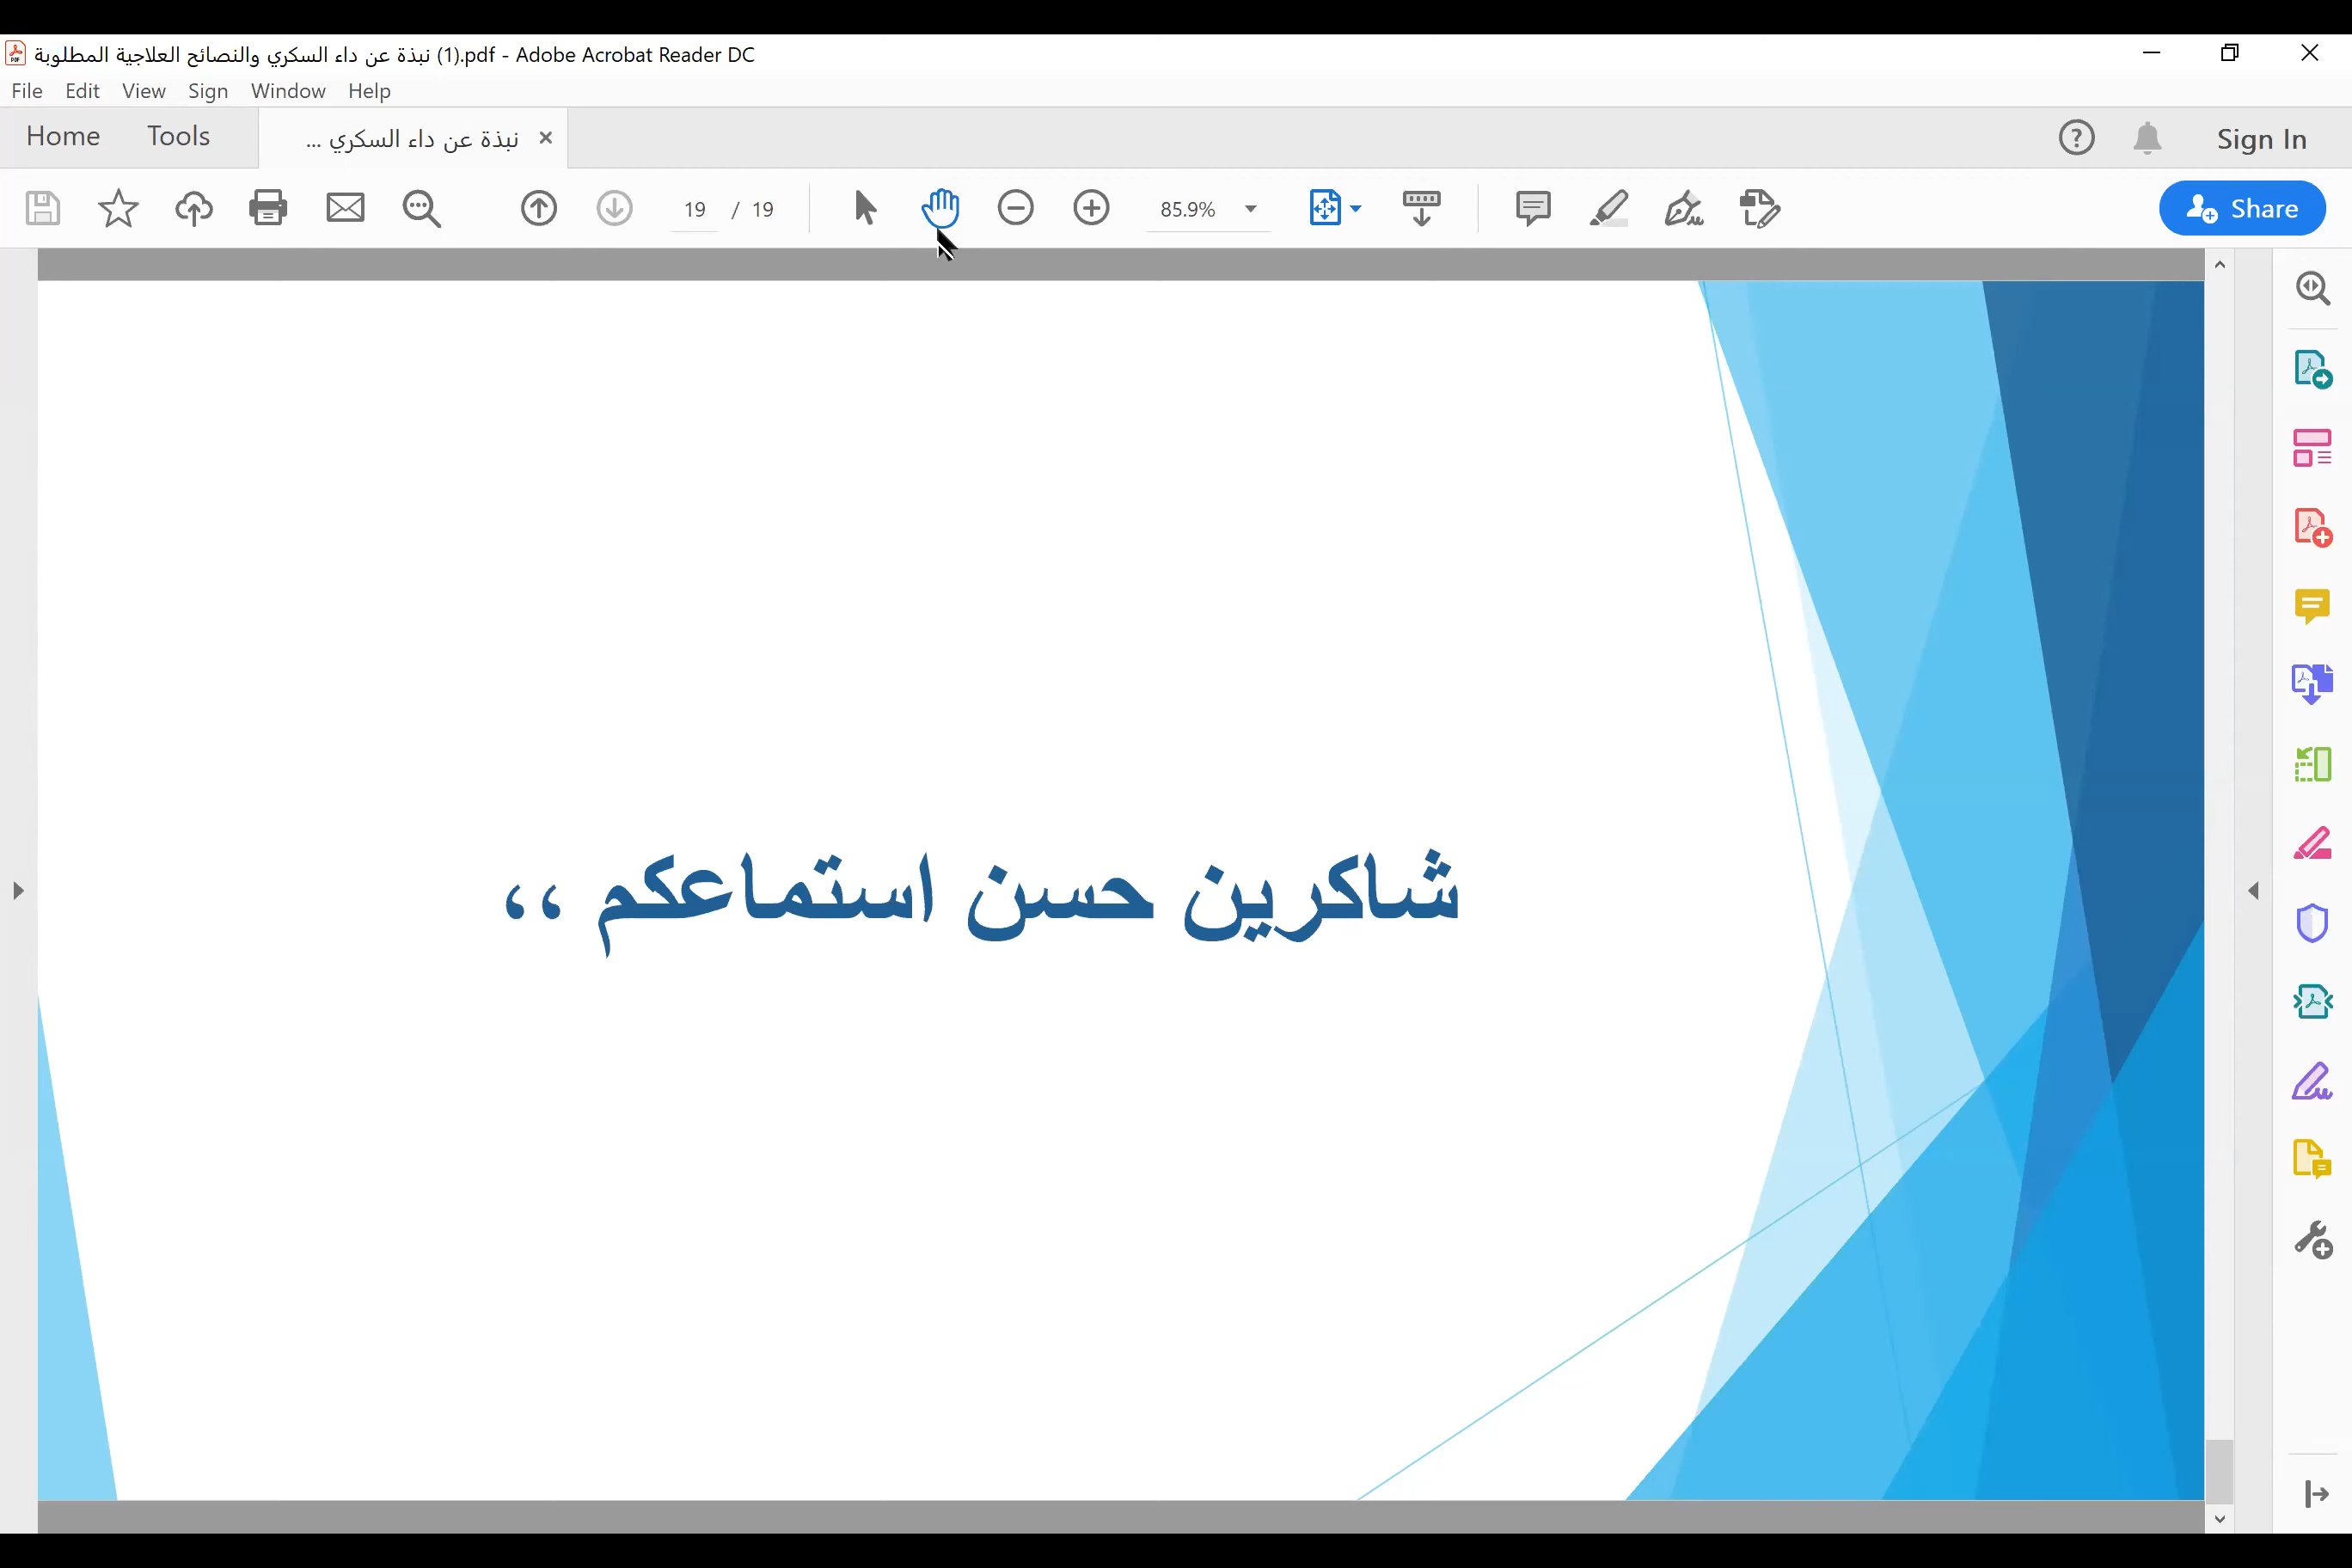 نبذة عن داء السكري والنصائح العلاجية المطلوبة (1).pdf - Adobe Acrobat Reader DC
File Edit View Sign Window Help
Home Tools نبذة عن داء السكري ... Sign In
19 / 19 85.9% Share
شاكرين حسن استماعكم ،،